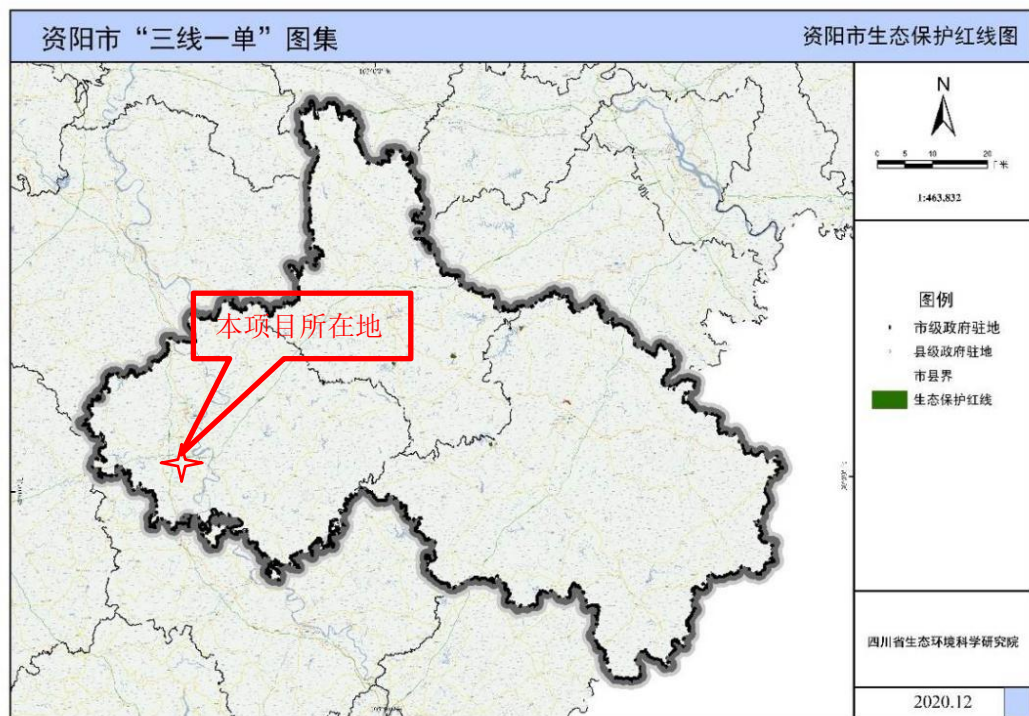 资阳市“三线一单”图集
资阳市生态保护红线图
N
0 5 10 20
千米
1:463,832
本项目所在地
图例
市级政府驻地
县级政府驻地
市县界
生态保护红线
四川省生态环境科学研究院
2020.12